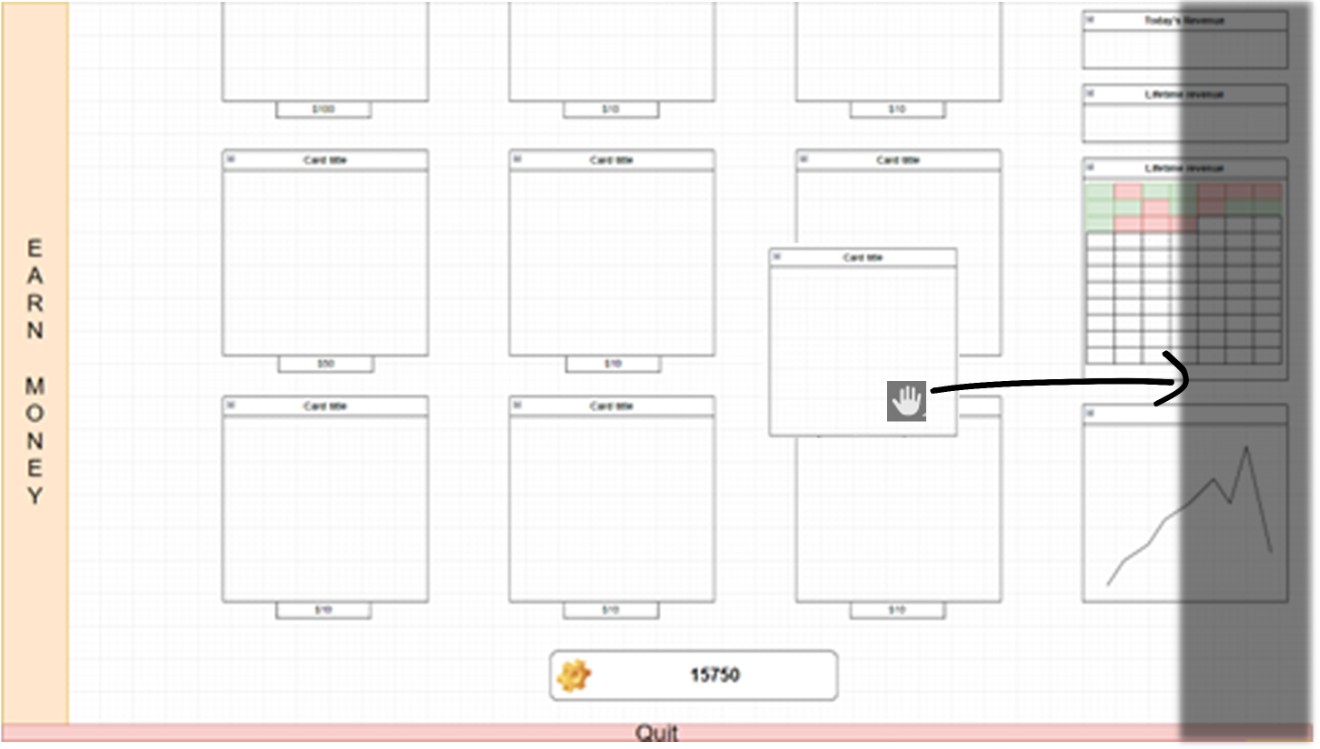 Today's Revenue
Lifetime revenue
$100
$10
$10
Card title
Card title
Card title
Lifetime revenue
E
A
R
N
M
O
N
E
Y
Card title
$50
$10
Card title
Card title
$10
$10
$10
15750
Quit